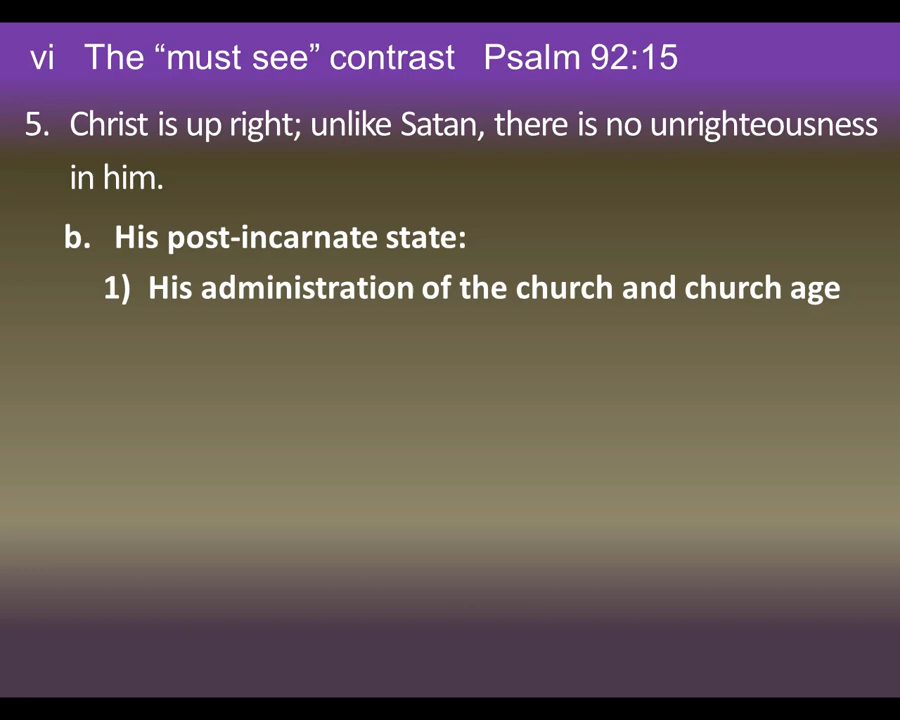 vi The “must see” contrast Psalm 92:15
5. Christ is up right; unlike Satan, there is no unrighteousness
in him.
b. His post-incarnate state:
1) His administration of the church and church age